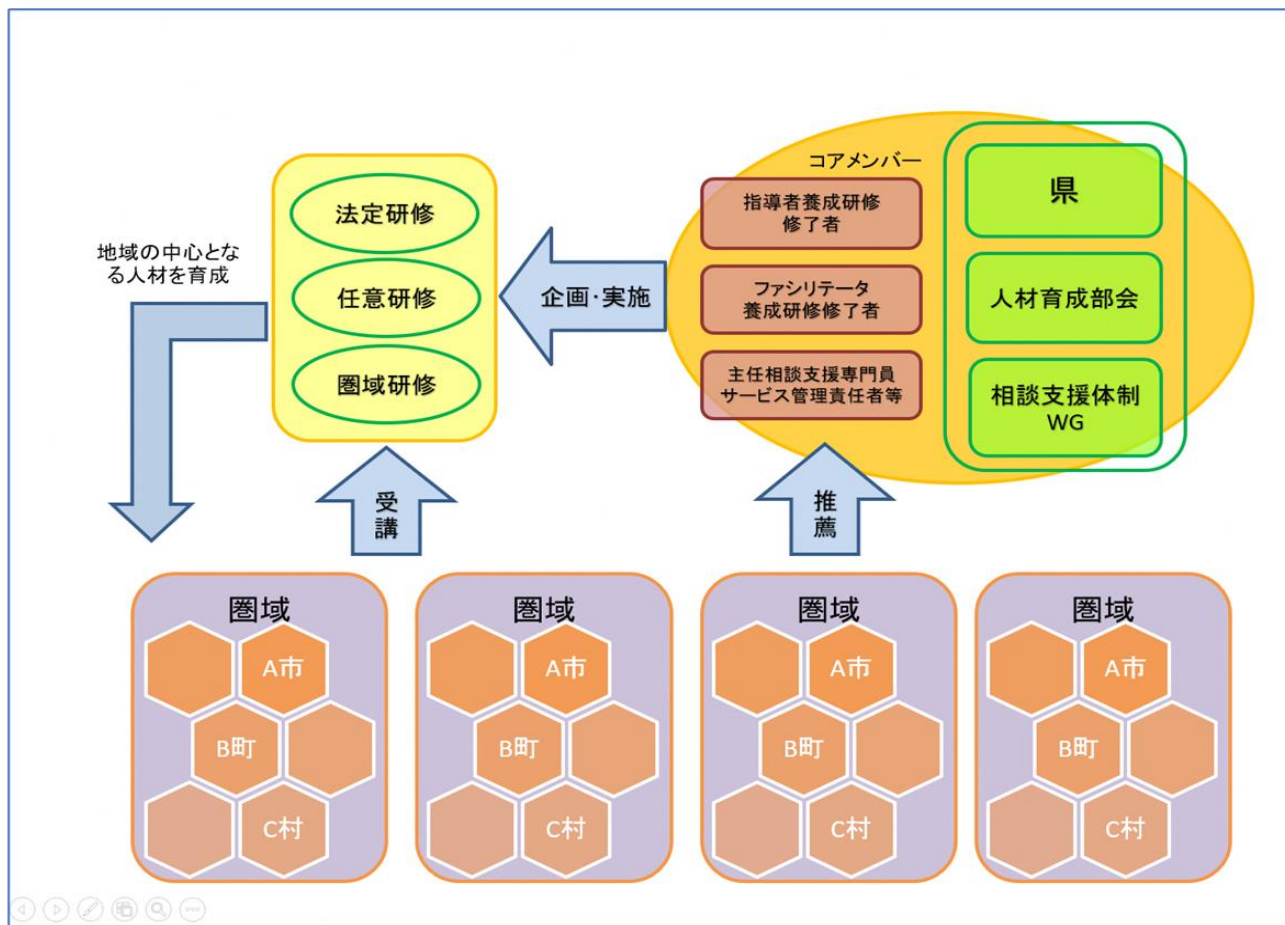 コアメンバー
指導者養成研修
修了者
ファシリテータ
養成研修修了者
主任相談支援専門員
サービス管理責任者等
県
人材育成部会
相談支援体制
WG
企画・実施
法定研修
任意研修
圏域研修
地域の中心とな
る人材を育成
受
講
推
薦
圏域
A市
B町
C村
圏域
A市
B町
C村
圏域
A市
B町
C村
圏域
A市
B町
C村